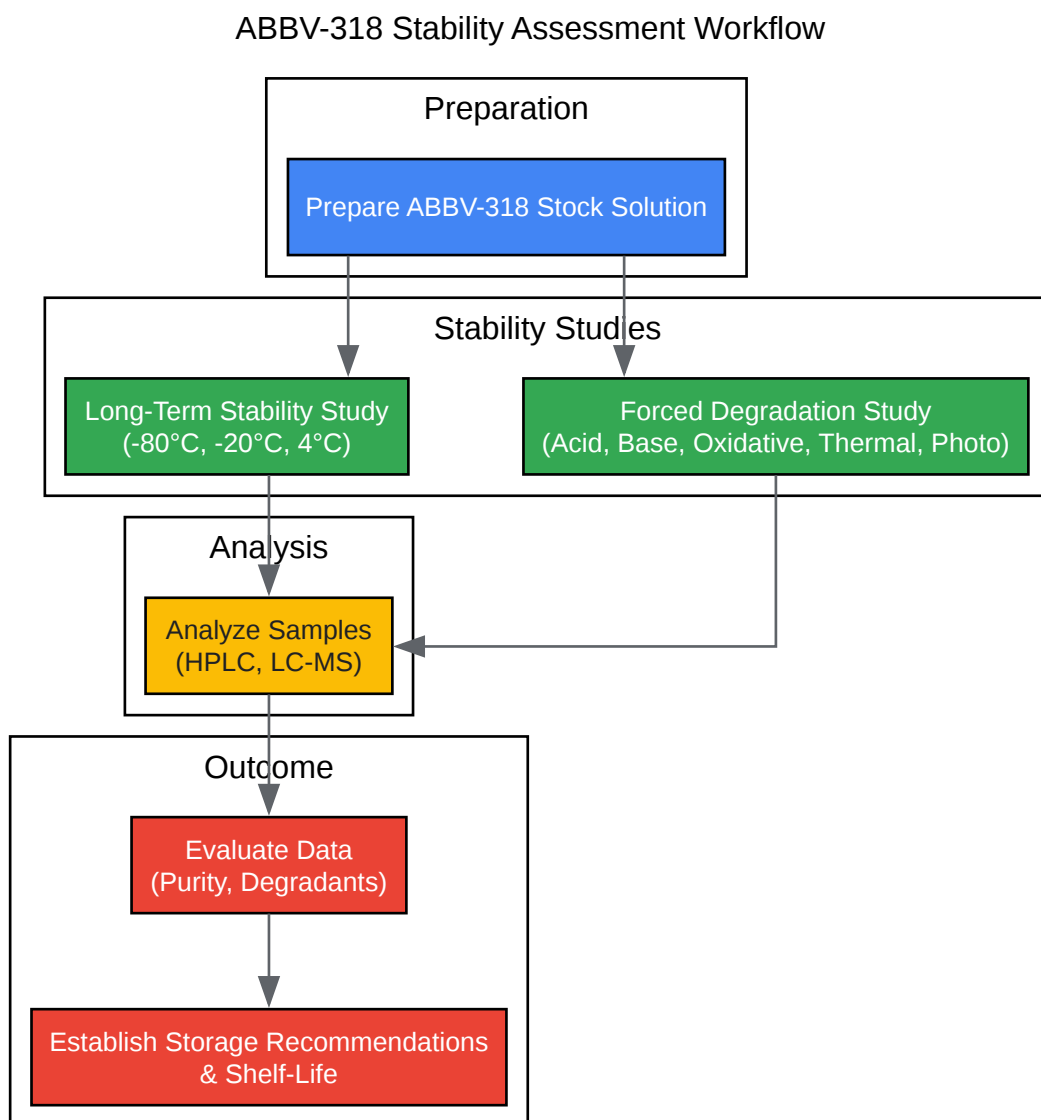 ABBV-318 Stability Assessment Workflow
Preparation
Prepare ABBV-318 Stock Solution
Stability Studies
Long-Term Stability Study
(-80°C, -20°C, 4°C)
Forced Degradation Study
(Acid, Base, Oxidative, Thermal, Photo)
Analysis
Analyze Samples
(HPLC, LC-MS)
Outcome
Evaluate Data
(Purity, Degradants)
Establish Storage Recommendations
& Shelf-Life